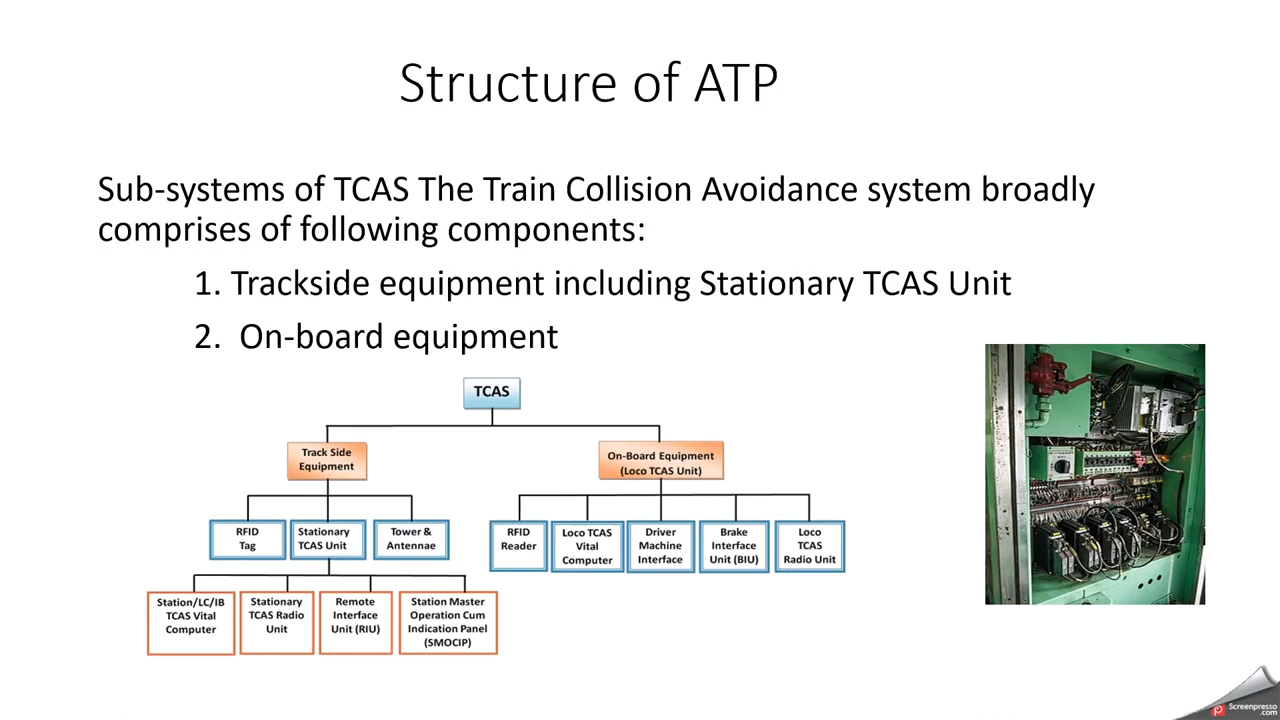 Structure of ATP
Sub-systems of TCAS The Train Collision Avoidance system broadly
comprises of following components:
1. Trackside equipment including Stationary TCAS Unit
2. On-board equipment
TCAS
Track Side
Equipment
On-Board Equipment
(Loco TCAS Unit)
RFID
Tag
Stationary
TCAS Unit
Tower &
Antennae
RFID
Reader
Loco TCAS
Vital
Computer
Driver
Machine
Interface
Brake
Interface
Unit (BIU)
Loco
TCAS
Radio Unit
Station/LC/IB
TCAS Vital
Computer
Stationary
TCAS Radio
Unit
Remote
Interface
Unit (RIU)
Station Master
Operation Cum
Indication Panel
(SMOCIP)
Screenpresso
.com